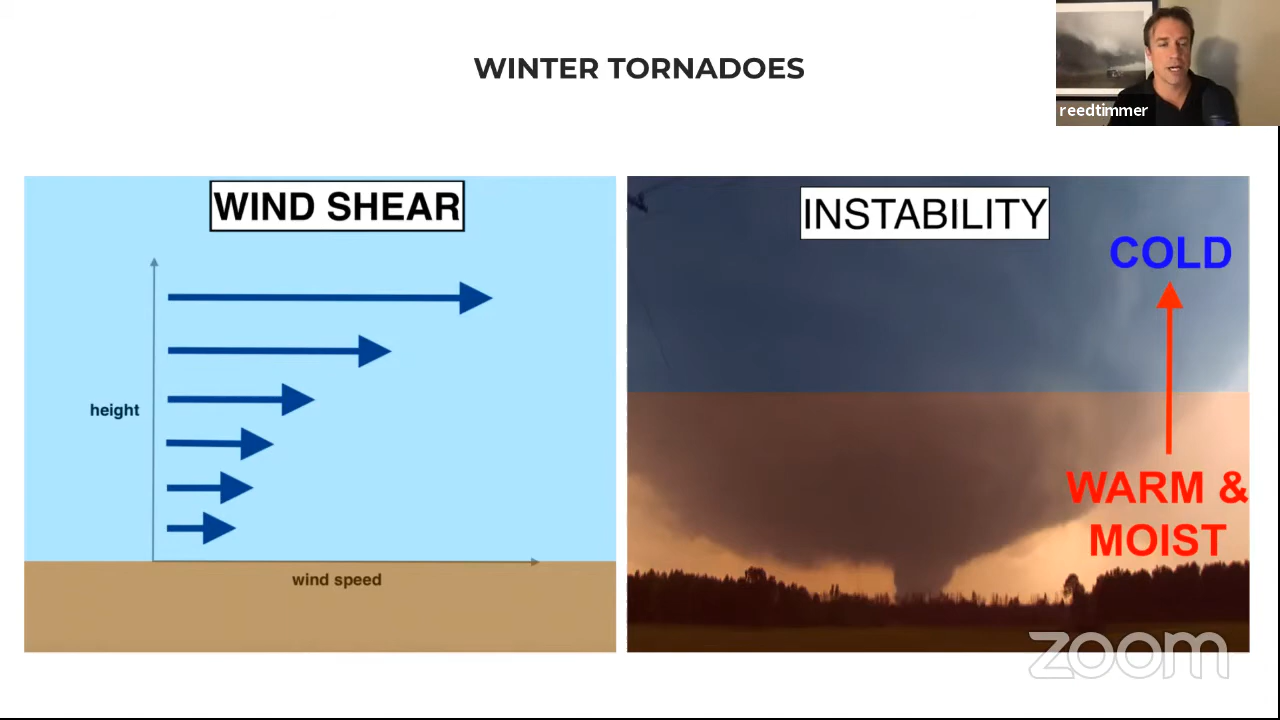 WINTER TORNADOES
reedtimmer
WIND SHEAR
height
wind speed
INSTABILITY
COLD
WARM &
MOIST
zoom